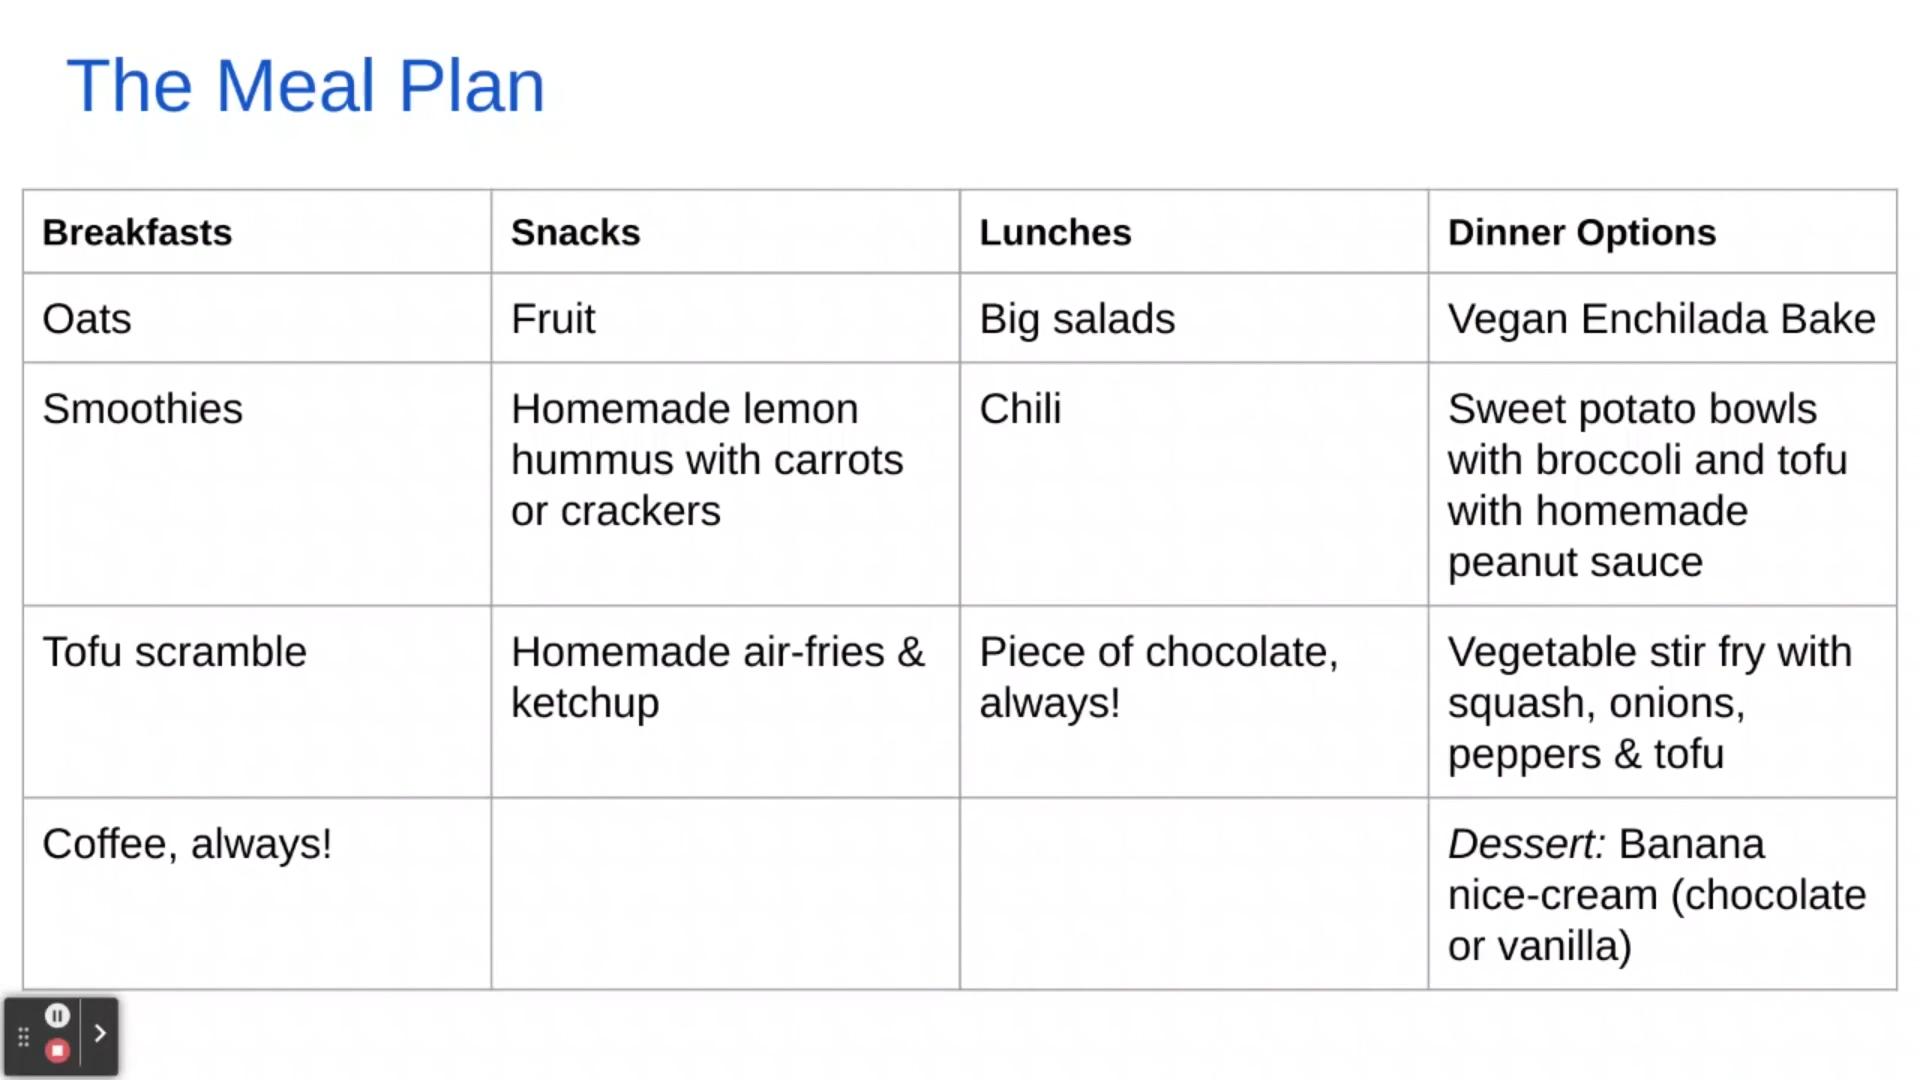 The Meal Plan
Breakfasts
Snacks
Lunches
Dinner Options
Oats
Fruit
Big salads
Vegan Enchilada Bake
Smoothies
Homemade lemon
hummus with carrots
or crackers
Chili
Sweet potato bowls
with broccoli and tofu
with homemade
peanut sauce
Tofu scramble
Homemade air-fries &
ketchup
Piece of chocolate,
always!
Vegetable stir fry with
squash, onions,
peppers & tofu
Coffee, always!
Dessert: Banana
nice-cream (chocolate
or vanilla)